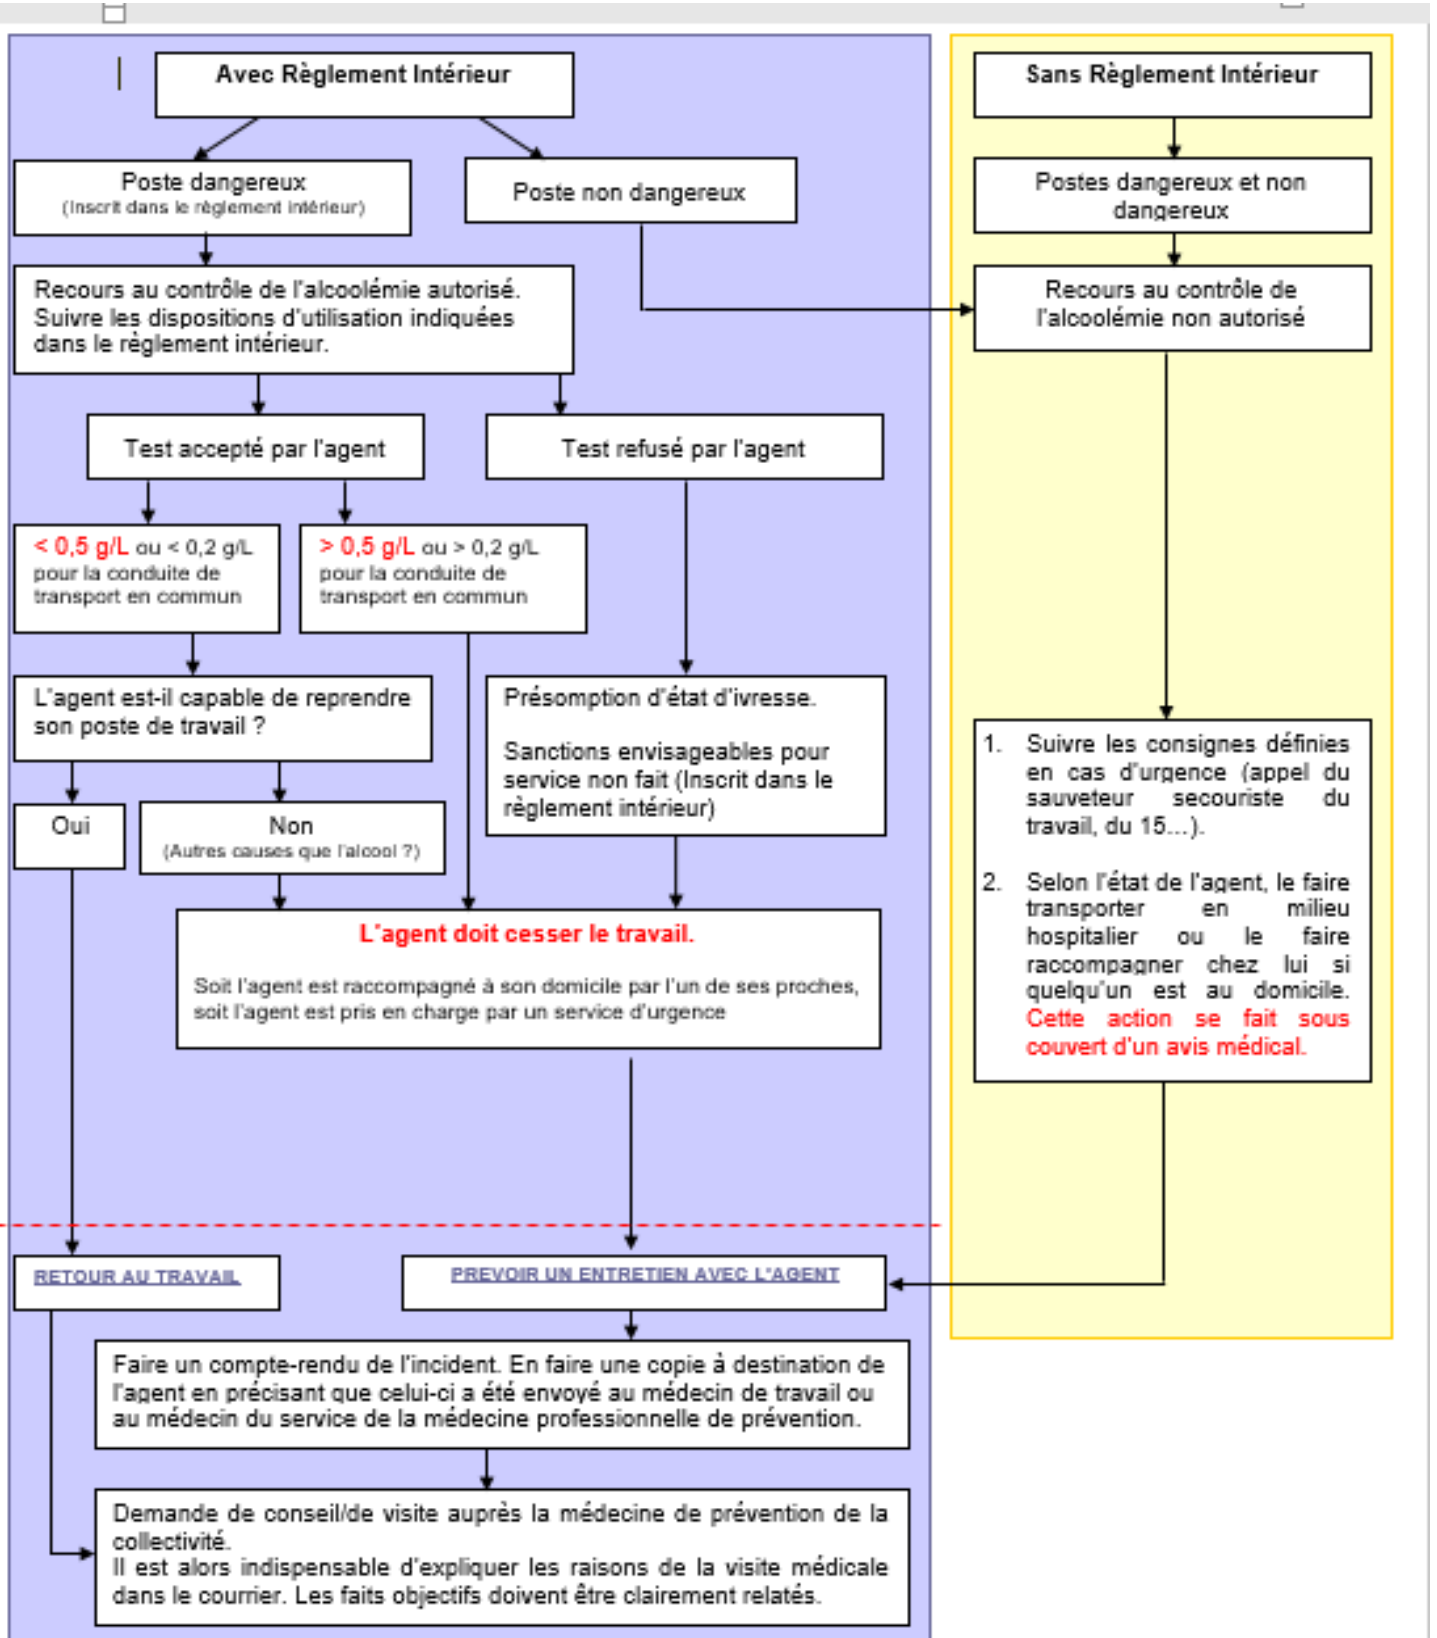 Avec Règlement Intérieur
Sans Règlement Intérieur
Poste dangereux
(Inscrit dans le règlement intérieur)
Poste non dangereux
Postes dangereux et non
dangereux
Recours au contrôle de l'alcoolémie autorisé.
Suivre les dispositions d'utilisation indiquées
dans le règlement intérieur.
Recours au contrôle de
l'alcoolémie non autorisé
Test accepté par l'agent
Test refusé par l'agent
< 0,5 g/L ou < 0,2 g/L
pour la conduite de
transport en commun
> 0,5 g/L ou > 0,2 g/L
pour la conduite de
transport en commun
L'agent est-il capable de reprendre
son poste de travail ?
Présomption d'état d'ivresse.
Sanctions envisageables pour
service non fait (Inscrit dans le
règlement intérieur)
Oui
Non
(Autres causes que l'alcool ?)
L'agent doit cesser le travail.
Soit l'agent est raccompagné à son domicile par l'un de ses proches,
soit l'agent est pris en charge par un service d'urgence
1. Suivre les consignes définies
en cas d'urgence (appel du
sauveteur secouriste du
travail, du 15...).
2. Selon l'état de l'agent, le faire
transporter en milieu
hospitalier ou le faire
raccompagner chez lui si
quelqu'un est au domicile.
Cette action se fait sous
couvert d'un avis médical.
RETOUR AU TRAVAIL
PREVOIR UN ENTRETIEN AVEC L'AGENT
Faire un compte-rendu de l'incident. En faire une copie à destination de
l'agent en précisant que celui-ci a été envoyé au médecin de travail ou
au médecin du service de la médecine professionnelle de prévention.
Demande de conseil/de visite auprès la médecine de prévention de la
collectivité.
Il est alors indispensable d'expliquer les raisons de la visite médicale
dans le courrier. Les faits objectifs doivent être clairement relatés.